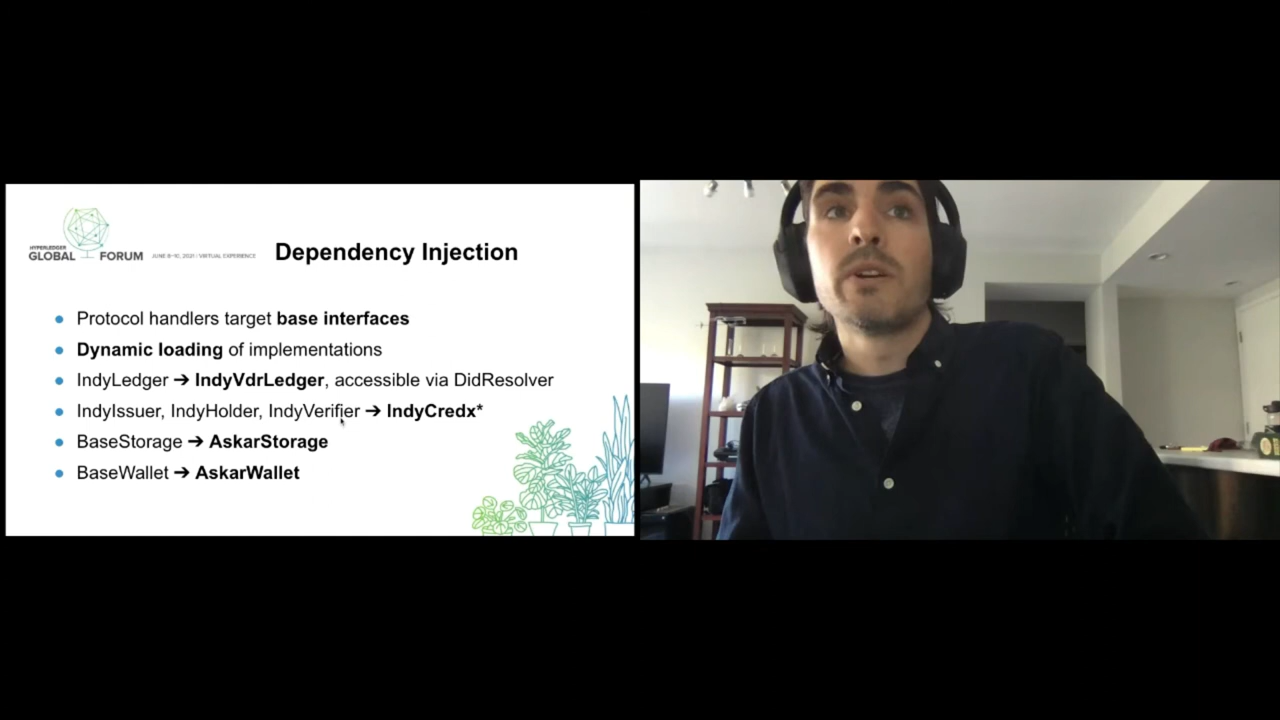 HYPERLEDGER
GLOBAL FORUM JUNE 8-10, 2021 | VIRTUAL EXPERIENCE
Dependency Injection
Protocol handlers target base interfaces
Dynamic loading of implementations
IndyLedger ➔ IndyVdrLedger, accessible via DidResolver
IndyIssuer, IndyHolder, IndyVerifier ➔ IndyCredx*
BaseStorage ➔ AskarStorage
BaseWallet ➔ AskarWallet